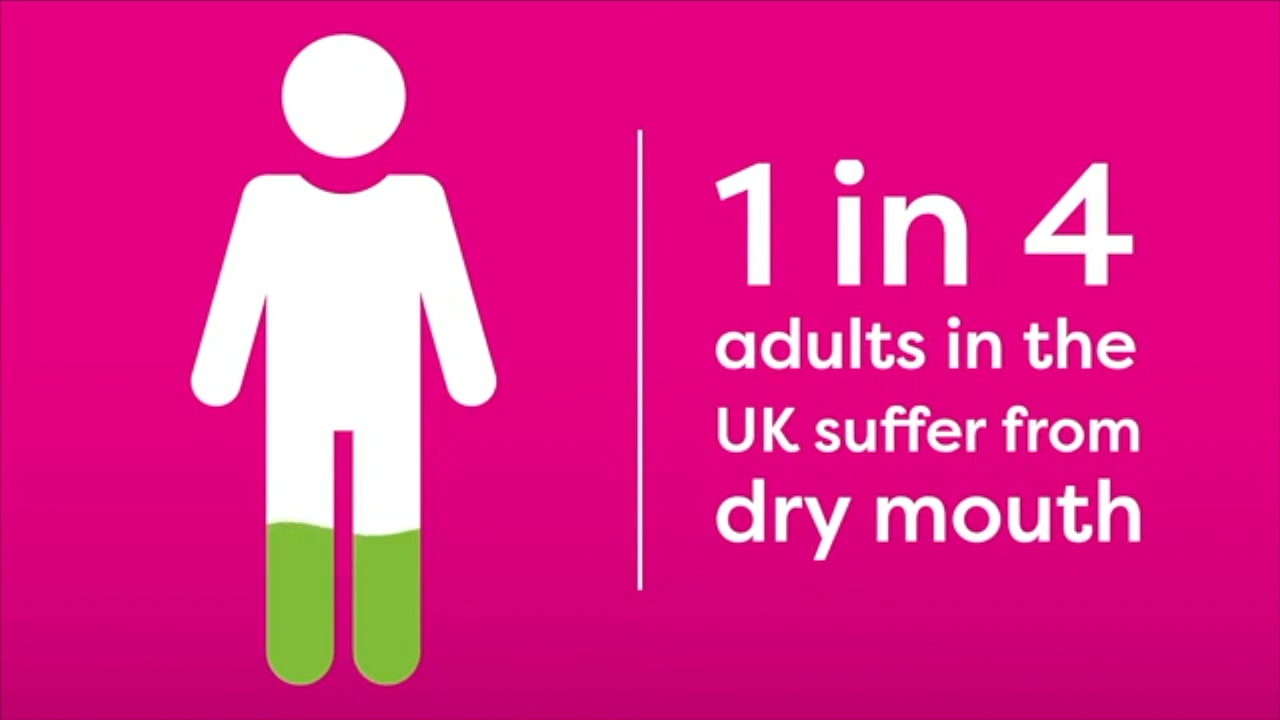 1 in 4
adults in the
UK suffer from
dry mouth